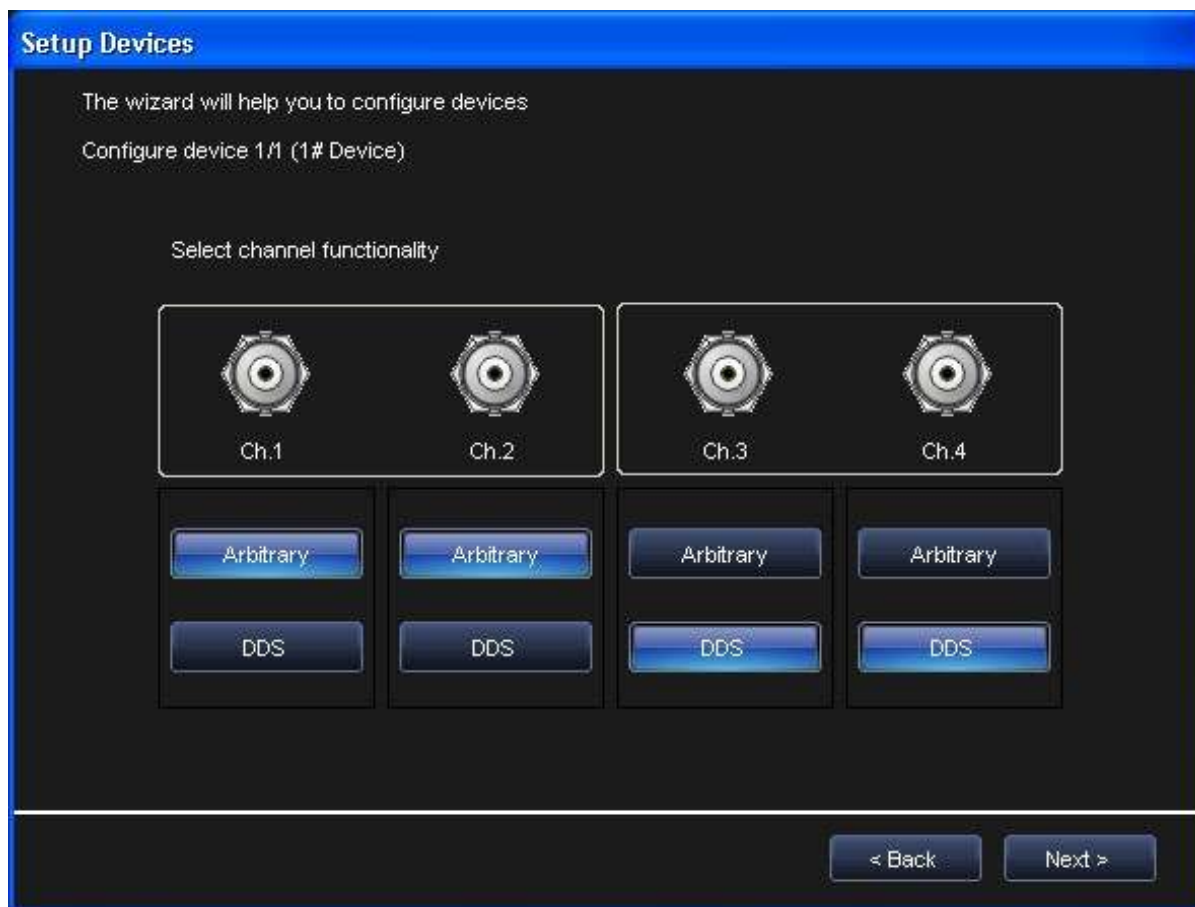 Setup Devices
The wizard will help you to configure devices
Configure device 1/1 (1# Device)
Select channel functionality
Ch.1 Ch.2 Ch.3 Ch.4
Arbitrary Arbitrary Arbitrary Arbitrary
DDS DDS DDS DDS
< Back Next >